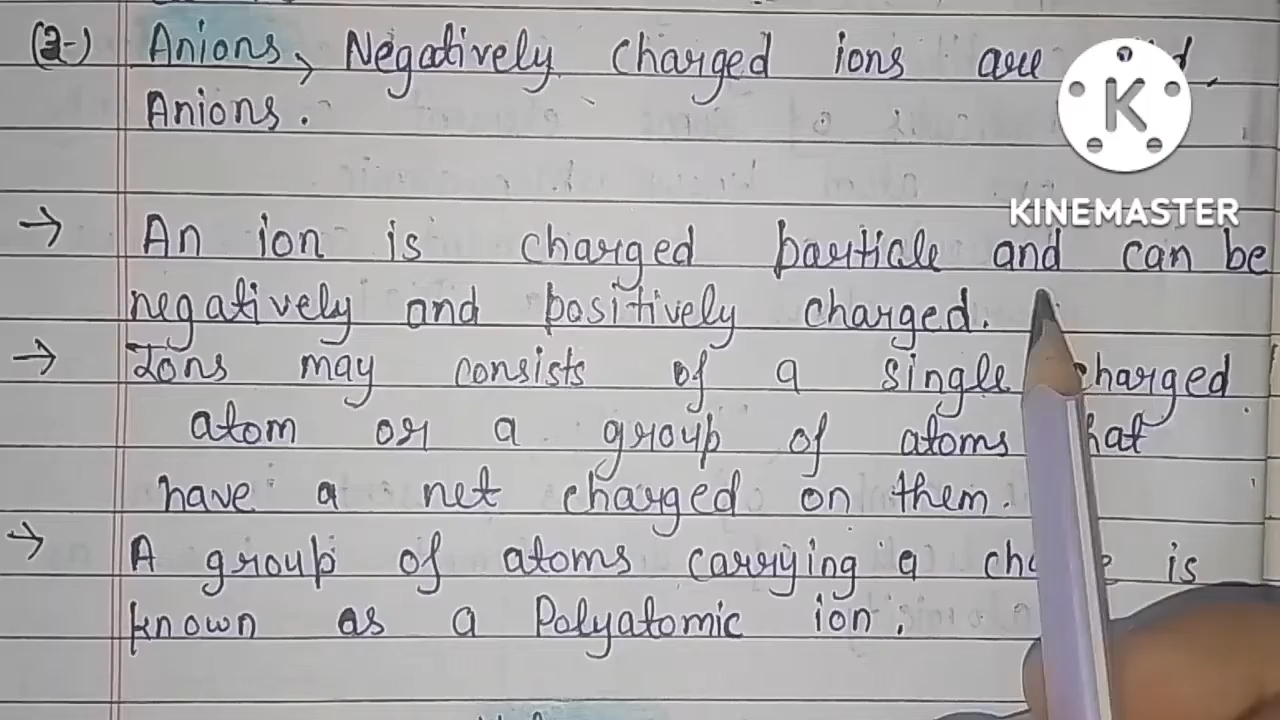 (2-) Anions, Negatively charged ions are
Anions.
→ An ion is charged particle and can be
negatively and positively charged.
→ Ions may consists of a single charged
atom or a group of atoms
have a net charged on them.
→ A group of atoms carrying a is
known as a Polyatomic ion.
K
KINEMASTER